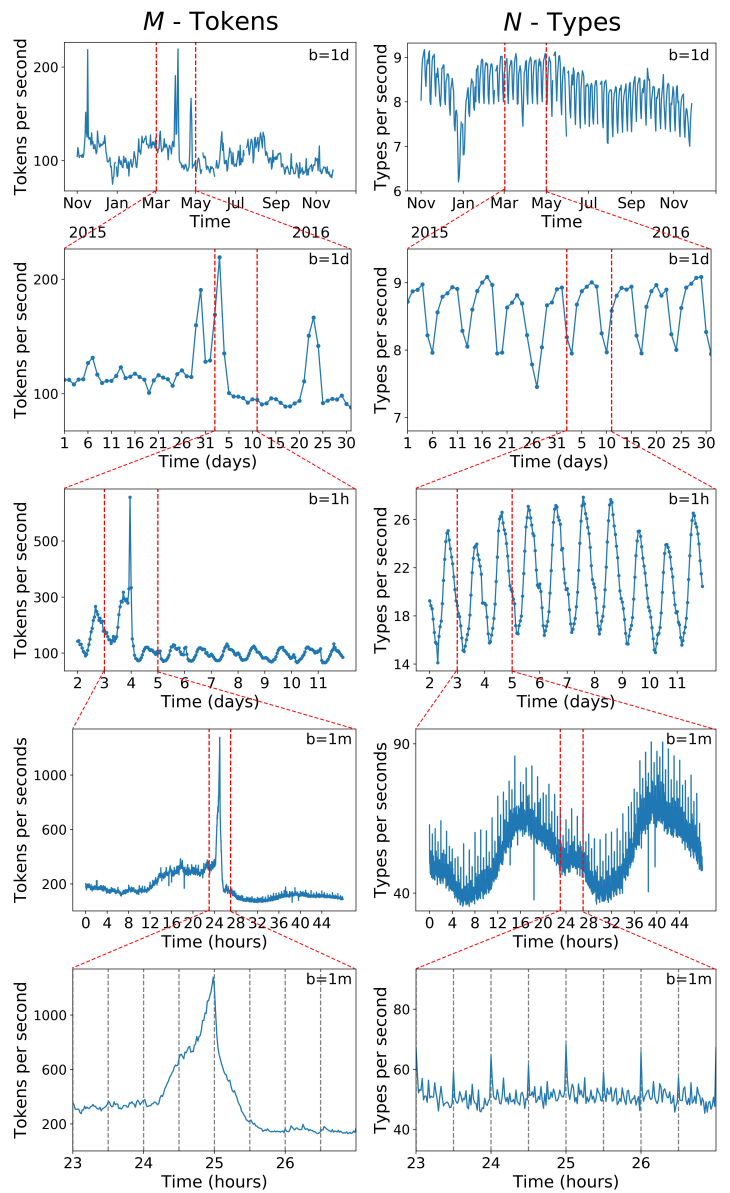 M - Tokens
N - Types
Tokens per second
200
100
b=1d
Nov Jan Mar May Jul Sep Nov
Time
2015 2016
Types per second
9
8
7
6
b=1d
Nov Jan Mar May Jul Sep Nov
Time
2015 2016
Tokens per second
200
100
b=1d
1 6 11 16 21 26 31 5 10 15 20 25 30
Time (days)
Types per second
9
8
7
b=1d
1 6 11 16 21 26 31 5 10 15 20 25 30
Time (days)
Tokens per second
500
300
100
b=1h
2 3 4 5 6 7 8 9 10 11
Time (days)
Types per second
26
22
18
14
b=1h
2 3 4 5 6 7 8 9 10 11
Time (days)
Tokens per seconds
1000
600
200
b=1m
0 4 8 12 16 20 24 28 32 36 40 44
Time (hours)
Types per seconds
90
40
b=1m
0 4 8 12 16 20 24 28 32 36 40 44
Time (hours)
Tokens per second
1000
600
200
b=1m
23 24 25 26
Time (hours)
Types per second
80
60
40
b=1m
23 24 25 26
Time (hours)